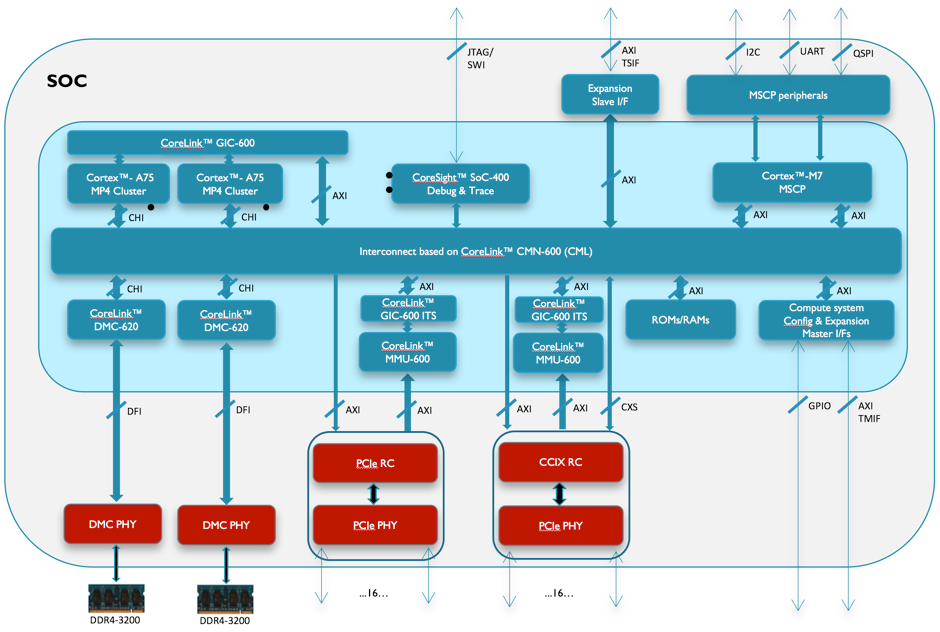 JTAG/
SWI
AXI
TSIF
I2C
UART
QSPI
SOC
Expansion
Slave I/F
MSCP peripherals
CoreLink™ GIC-600
Cortex™- A75
MP4 Cluster
Cortex™- A75
MP4 Cluster
AXI
CoreSight™ SoC-400
Debug & Trace
AXI
Cortex™-M7
MSCP
CHI
CHI
AXI
AXI
Interconnect based on CoreLink™ CMN-600 (CML)
CHI
CHI
AXI
AXI
AXI
AXI
CoreLink™
DMC-620
CoreLink™
DMC-620
CoreLink™
GIC-600 ITS
CoreLink™
GIC-600 ITS
ROMs/RAMs
Compute system
Config & Expansion
Master I/Fs
CoreLink™
MMU-600
CoreLink™
MMU-600
DFI
DFI
AXI
AXI
AXI
AXI
CXS
GPIO
AXI
TMIF
PCIe RC
CCIX RC
DMC PHY
DMC PHY
PCIe PHY
PCIe PHY
...16...
...16...
DDR4-3200
DDR4-3200